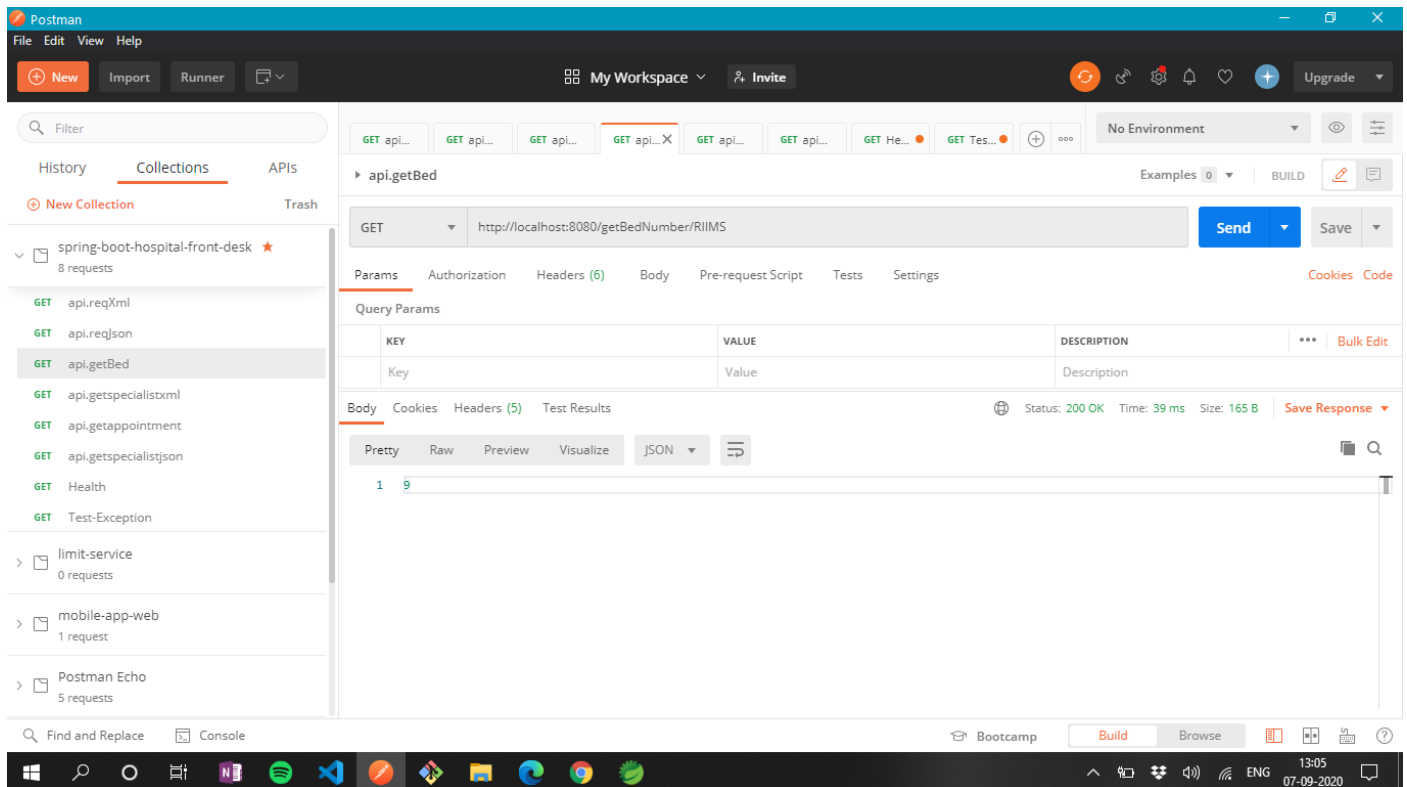 Postman
File Edit View Help
New Import Runner My Workspace Invite Upgrade
Filter
History Collections APIs
New Collection Trash
spring-boot-hospital-front-desk
8 requests
GET api.reqXml
GET api.reqJson
GET api.getBed
GET api.getspecialistxml
GET api.getappointment
GET api.getspecialistjson
GET Health
GET Test-Exception
limit-service
0 requests
mobile-app-web
1 request
Postman Echo
5 requests
GET api... GET api... GET api... GET api... GET api... GET api... GET He... GET Tes... No Environment
api.getBed Examples 0 BUILD
GET http://localhost:8080/getBedNumber/RIIMS Send Save
Params Authorization Headers (6) Body Pre-request Script Tests Settings Cookies Code
Query Params
KEY VALUE DESCRIPTION Bulk Edit
Key Value Description
Body Cookies Headers (5) Test Results Status: 200 OK Time: 39 ms Size: 165 B Save Response
Pretty Raw Preview Visualize JSON
1 9
Find and Replace Console Bootcamp Build Browse
N ENG 13:05
07-09-2020